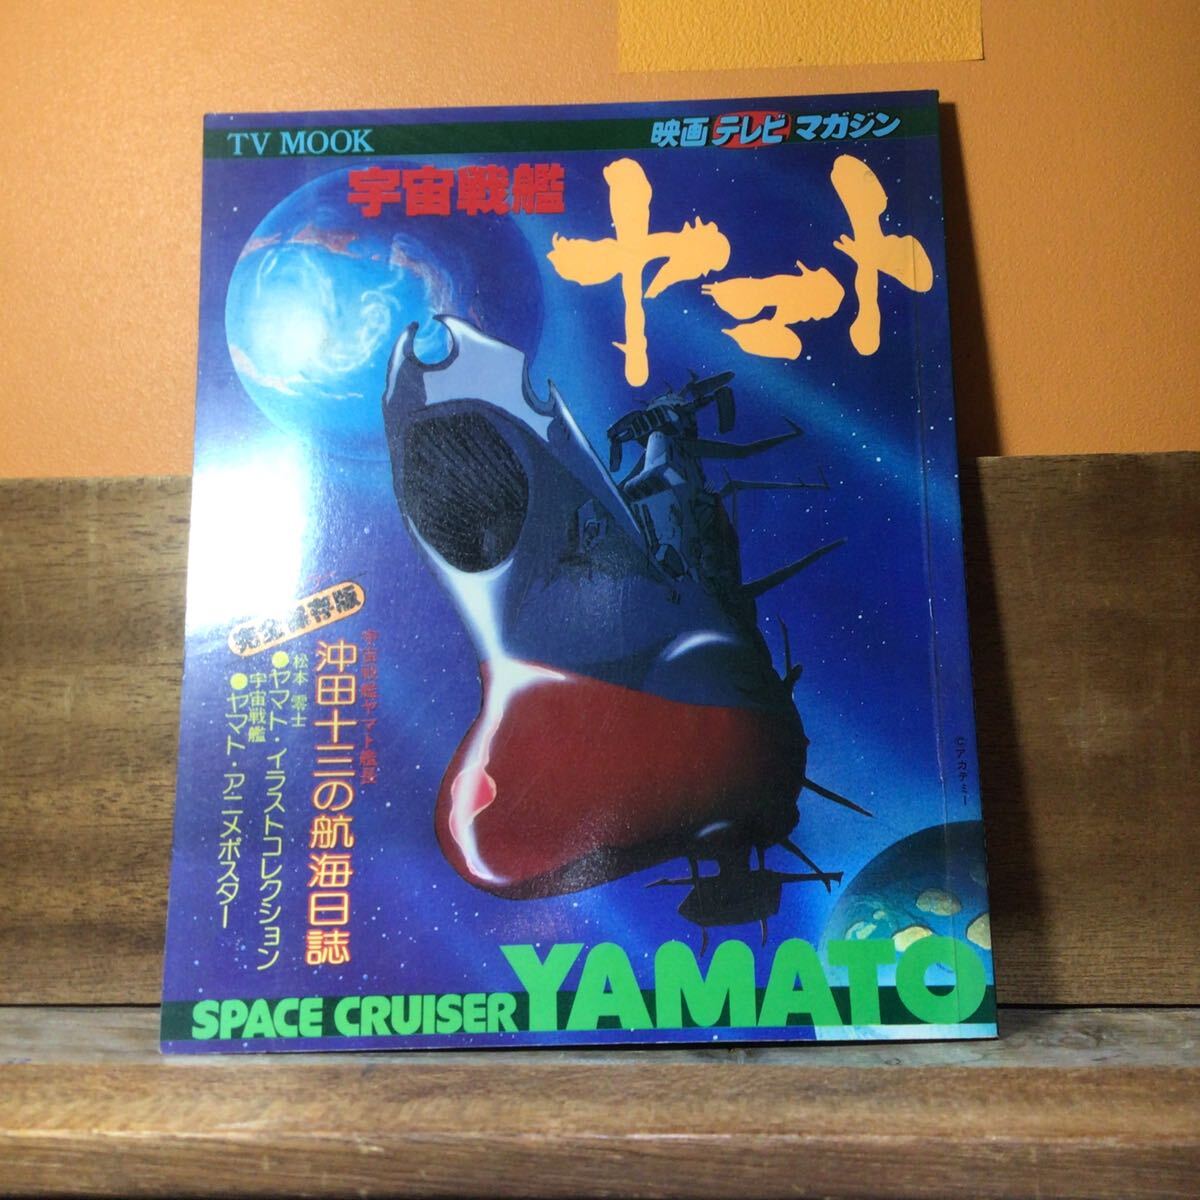 TV MOOK
映画テレビマガジン
宇宙戦艦
ヤマト
完全保存版
宇宙戦艦ヤマト艦長
沖田十三の航海日誌
松本零士
●ヤマト・イラストコレクション
宇宙戦艦
●ヤマト・アニメポスター
©アカデミー
SPACE CRUISER YAMATO